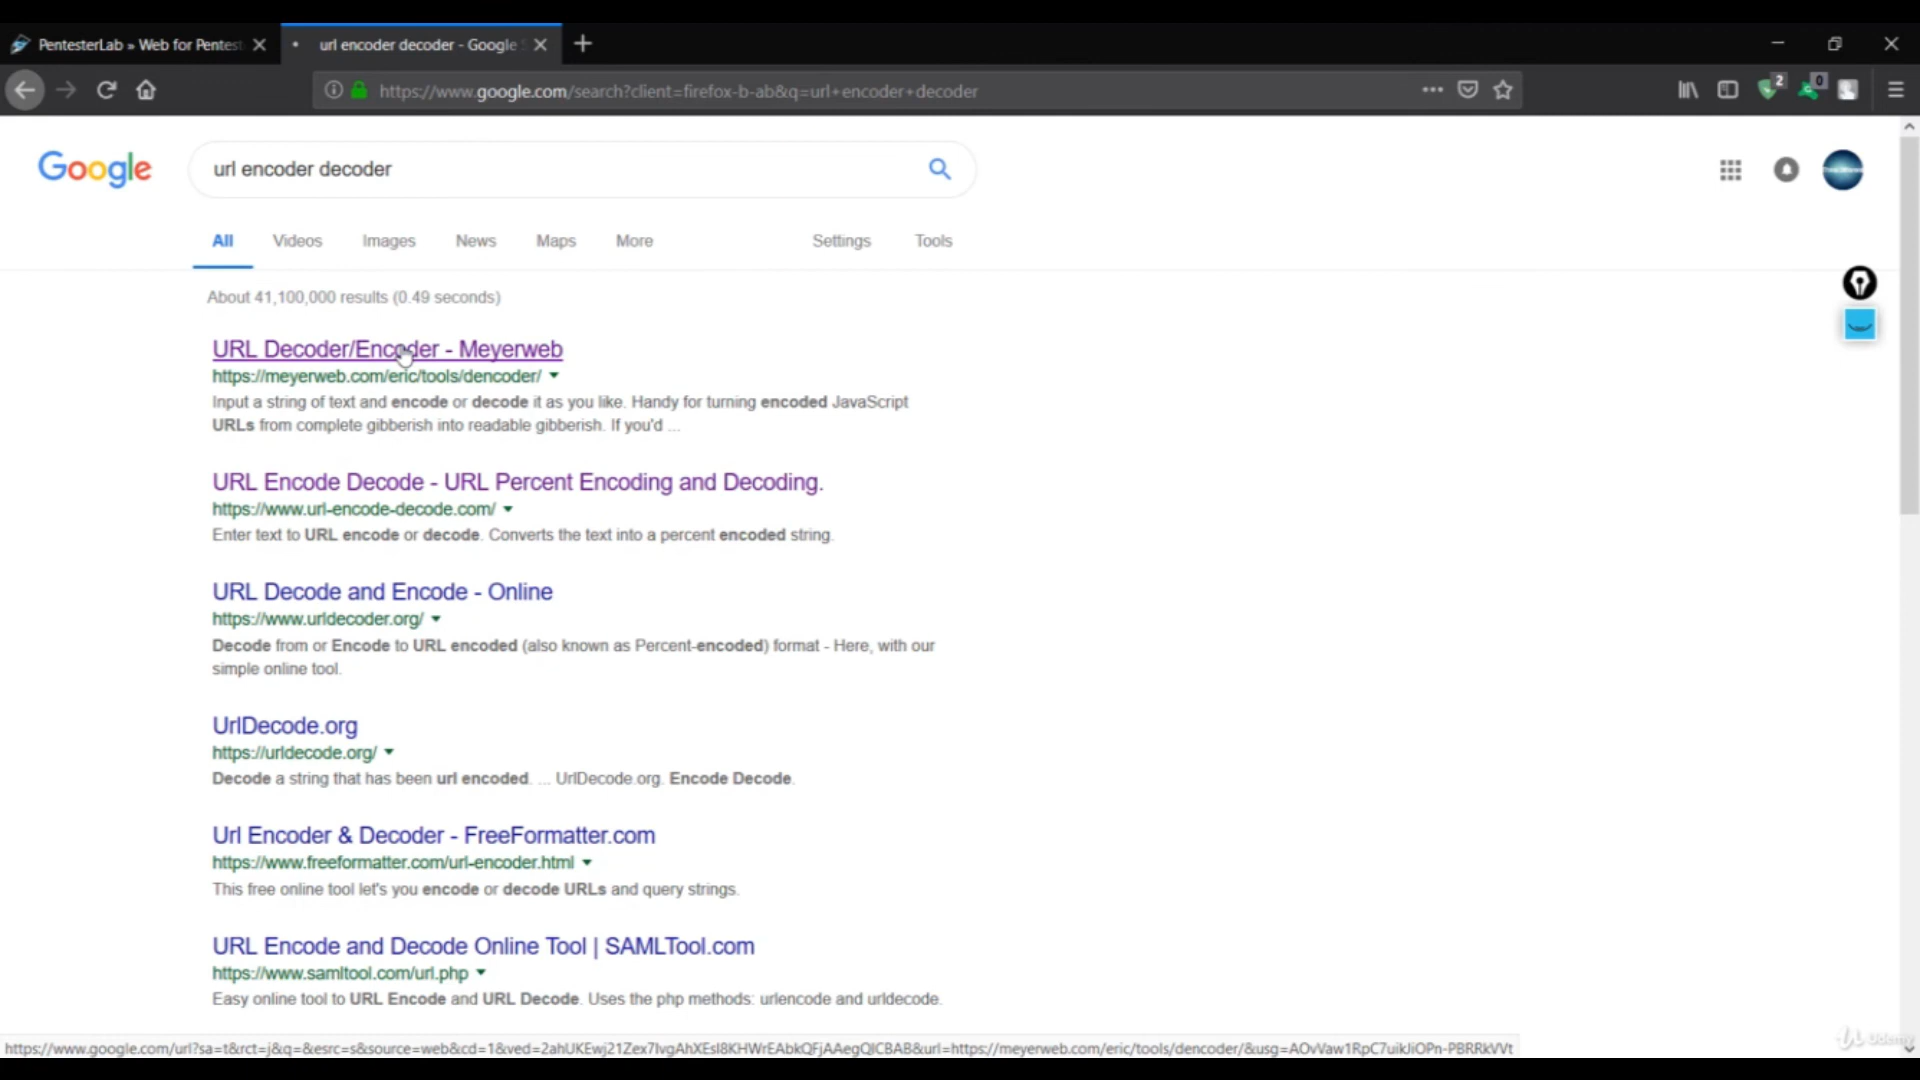 PentesterLab » Web for Pentest
url encoder decoder - Google S
https://www.google.com/search?client=firefox-b-ab&q=url+encoder+decoder
2
0
Google
url encoder decoder
All
Videos
Images
News
Maps
More
Settings
Tools
About 41,100,000 results (0.49 seconds)
URL Decoder/Encoder - Meyerweb
https://meyerweb.com/eric/tools/dencoder/
Input a string of text and encode or decode it as you like. Handy for turning encoded JavaScript
URLs from complete gibberish into readable gibberish. If you'd ...
URL Encode Decode - URL Percent Encoding and Decoding.
https://www.url-encode-decode.com/
Enter text to URL encode or decode. Converts the text into a percent encoded string.
URL Decode and Encode - Online
https://www.urldecoder.org/
Decode from or Encode to URL encoded (also known as Percent-encoded) format - Here, with our
simple online tool.
UrlDecode.org
https://urldecode.org/
Decode a string that has been url encoded. ... UrlDecode.org. Encode Decode.
Url Encoder & Decoder - FreeFormatter.com
https://www.freeformatter.com/url-encoder.html
This free online tool let's you encode or decode URLs and query strings.
URL Encode and Decode Online Tool | SAMLTool.com
https://www.samltool.com/url.php
Easy online tool to URL Encode and URL Decode. Uses the php methods: urlencode and urldecode.
Udemy